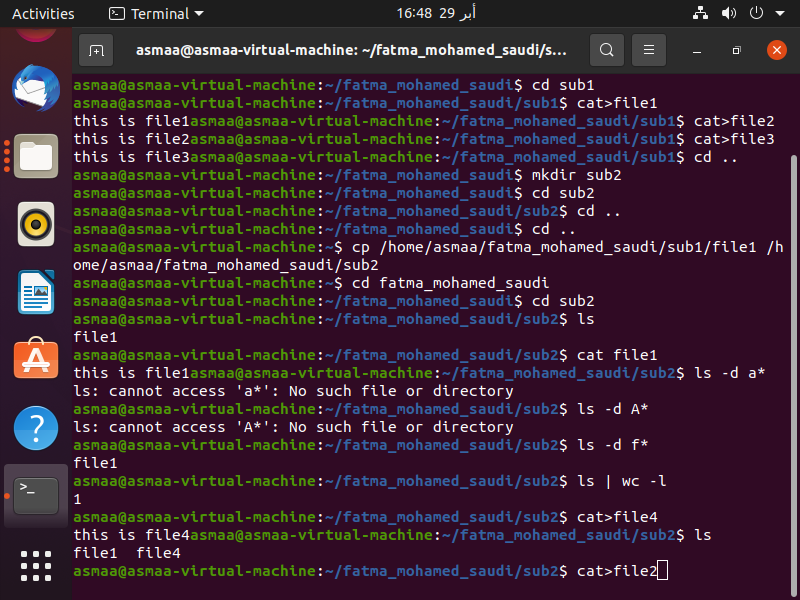 Activities
Terminal
16:48 29 أبر
asmaa@asmaa-virtual-machine: ~/fatma_mohamed_saudi/s...
asmaa@asmaa-virtual-machine:~/fatma_mohamed_saudi$ cd sub1
asmaa@asmaa-virtual-machine:~/fatma_mohamed_saudi/sub1$ cat>file1
this is file1asmaa@asmaa-virtual-machine:~/fatma_mohamed_saudi/sub1$ cat>file2
this is file2asmaa@asmaa-virtual-machine:~/fatma_mohamed_saudi/sub1$ cat>file3
this is file3asmaa@asmaa-virtual-machine:~/fatma_mohamed_saudi/sub1$ cd ..
asmaa@asmaa-virtual-machine:~/fatma_mohamed_saudi$ mkdir sub2
asmaa@asmaa-virtual-machine:~/fatma_mohamed_saudi$ cd sub2
asmaa@asmaa-virtual-machine:~/fatma_mohamed_saudi/sub2$ cd ..
asmaa@asmaa-virtual-machine:~/fatma_mohamed_saudi$ cd ..
asmaa@asmaa-virtual-machine:~$ cp /home/asmaa/fatma_mohamed_saudi/sub1/file1 /h
ome/asmaa/fatma_mohamed_saudi/sub2
asmaa@asmaa-virtual-machine:~$ cd fatma_mohamed_saudi
asmaa@asmaa-virtual-machine:~/fatma_mohamed_saudi$ cd sub2
asmaa@asmaa-virtual-machine:~/fatma_mohamed_saudi/sub2$ ls
file1
asmaa@asmaa-virtual-machine:~/fatma_mohamed_saudi/sub2$ cat file1
this is file1asmaa@asmaa-virtual-machine:~/fatma_mohamed_saudi/sub2$ ls -d a*
ls: cannot access 'a*': No such file or directory
asmaa@asmaa-virtual-machine:~/fatma_mohamed_saudi/sub2$ ls -d A*
ls: cannot access 'A*': No such file or directory
asmaa@asmaa-virtual-machine:~/fatma_mohamed_saudi/sub2$ ls -d f*
file1
asmaa@asmaa-virtual-machine:~/fatma_mohamed_saudi/sub2$ ls | wc -l
1
asmaa@asmaa-virtual-machine:~/fatma_mohamed_saudi/sub2$ cat>file4
this is file4asmaa@asmaa-virtual-machine:~/fatma_mohamed_saudi/sub2$ ls
file1  file4
asmaa@asmaa-virtual-machine:~/fatma_mohamed_saudi/sub2$ cat>file2